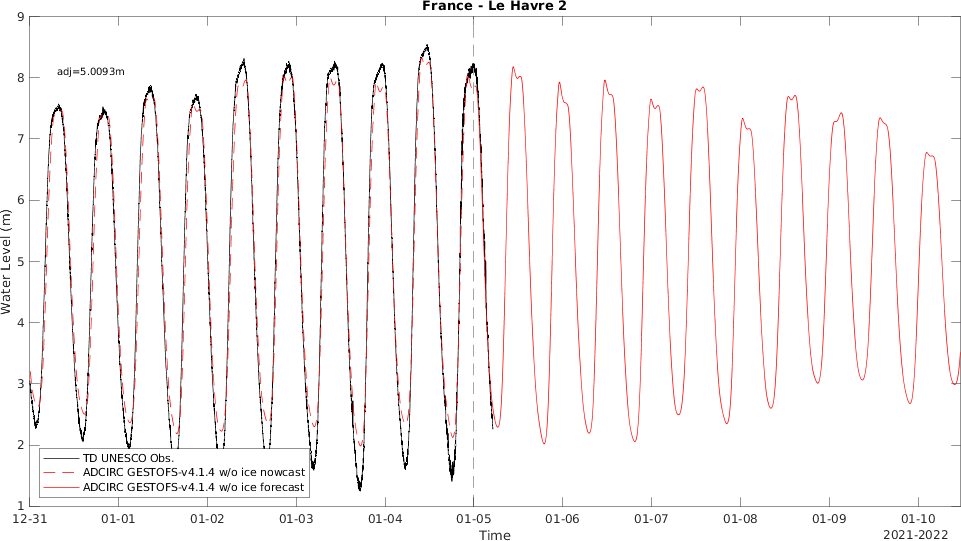 France - Le Havre 2
9
8
7
6
5
4
3
2
1
Water Level (m)
adj=5.0093m
TD UNESCO Obs.
ADCIRC GESTOFS-v4.1.4 w/o ice nowcast
ADCIRC GESTOFS-v4.1.4 w/o ice forecast
12-31 01-01 01-02 01-03 01-04 01-05 01-06 01-07 01-08 01-09 01-10
Time
2021-2022